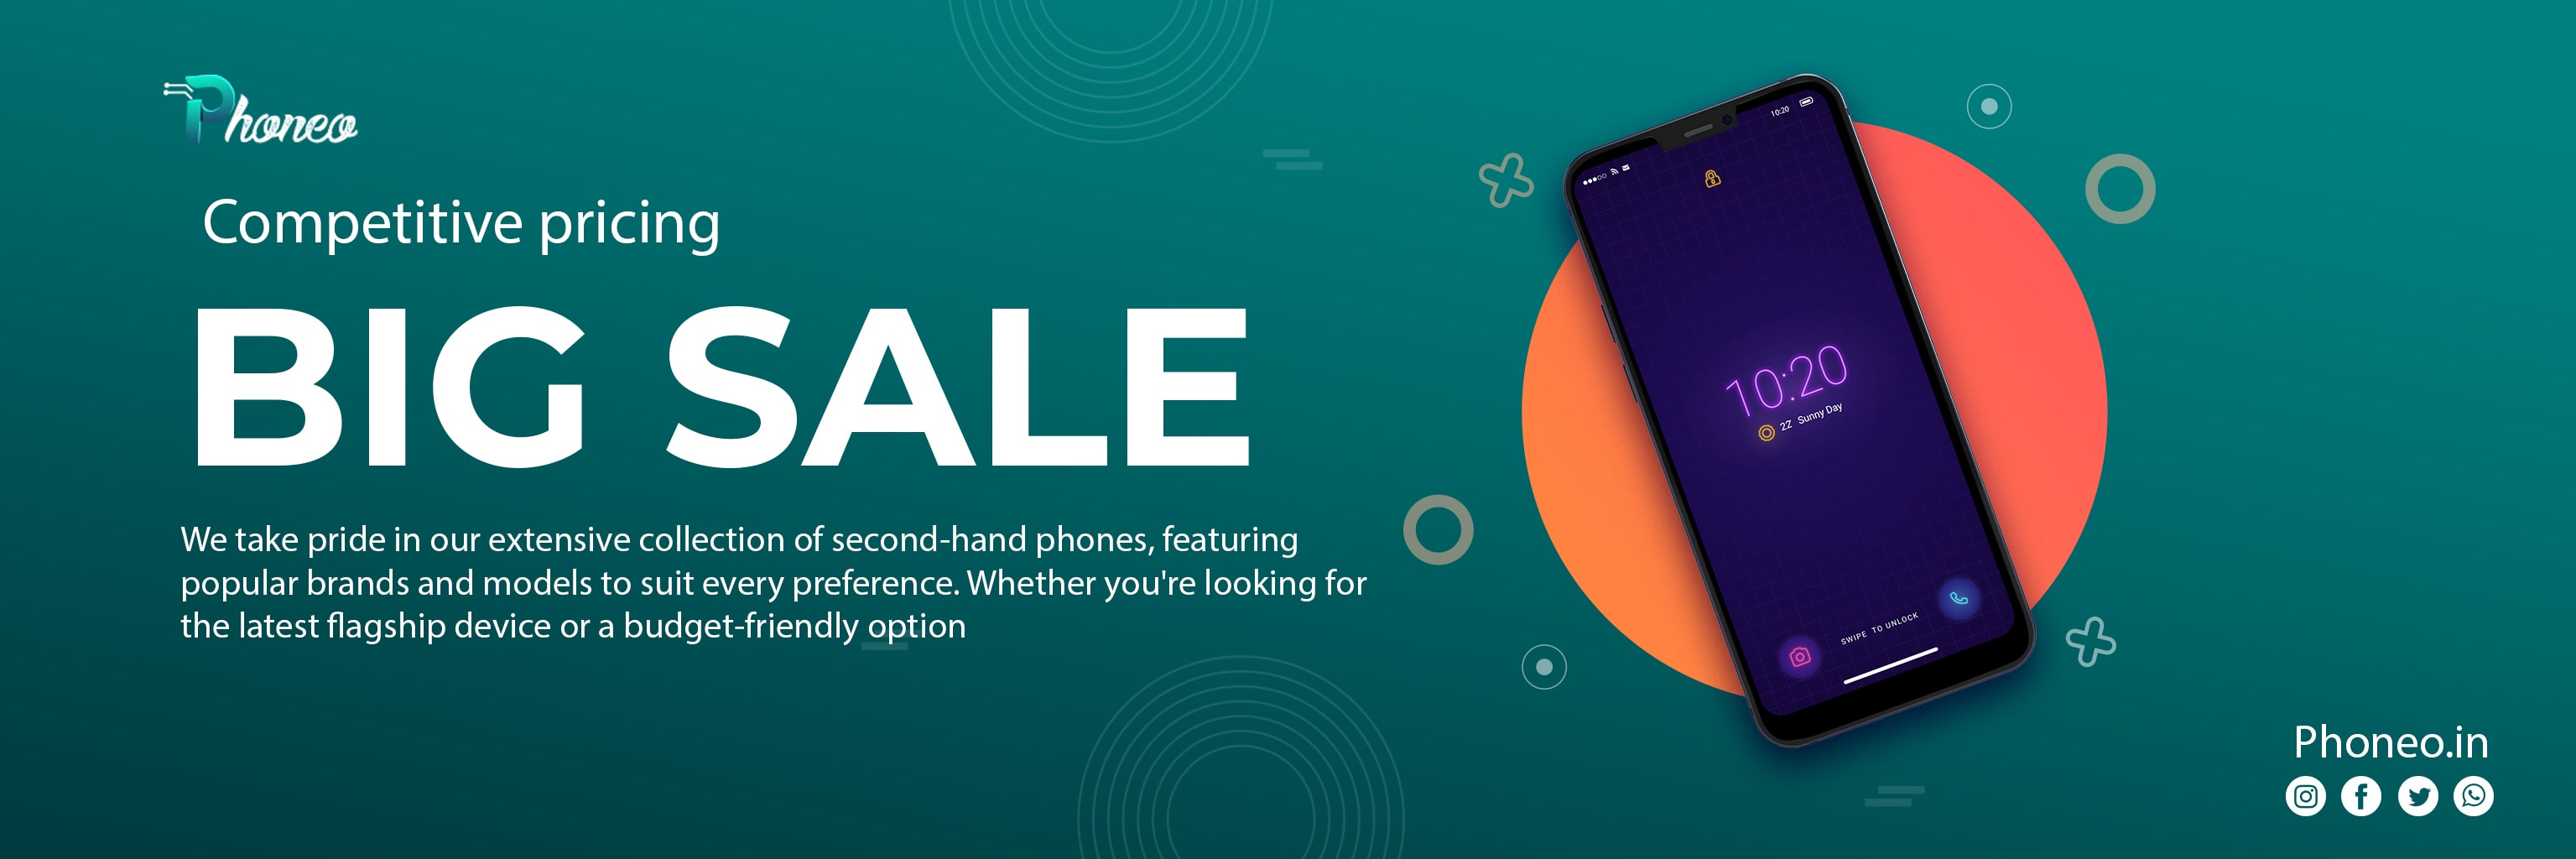 Phoneo
Competitive pricing
BIG SALE
We take pride in our extensive collection of second-hand phones, featuring
popular brands and models to suit every preference. Whether you're looking for
the latest flagship device or a budget-friendly option
10:20
10:20
2Z Sunny Day
SWIPE TO UNLOCK
Phoneo.in